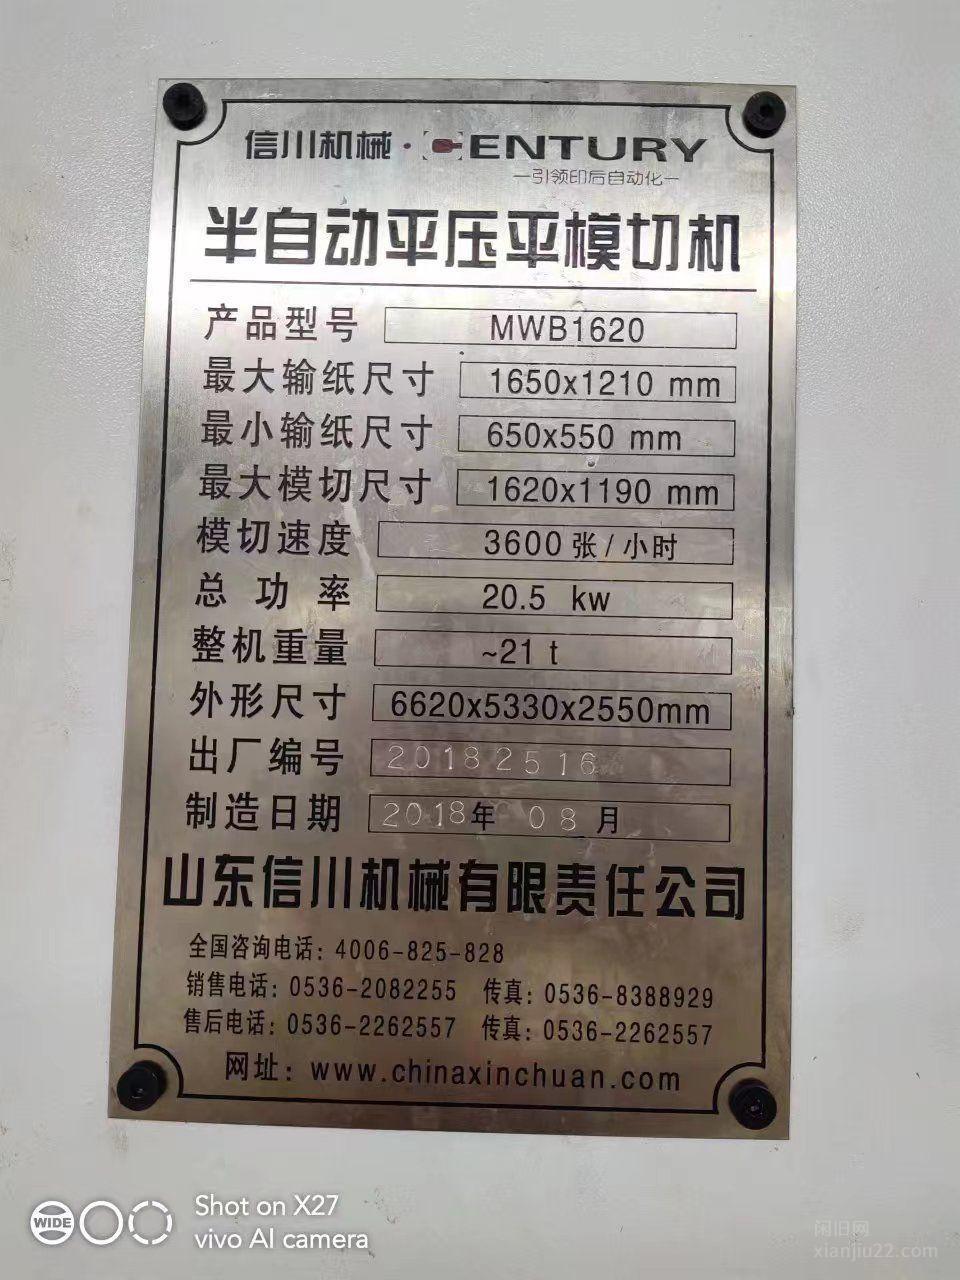 信川机械·CENTURY
—引领印后自动化—
半自动平压平模切机
产品型号 MWB1620
最大输纸尺寸 1650x1210 mm
最小输纸尺寸 650x550 mm
最大模切尺寸 1620x1190 mm
模切速度 3600 张/小时
总功率 20.5 kw
整机重量 ~21 t
外形尺寸 6620x5330x2550mm
出厂编号 20182516
制造日期 2018年 08月
山东信川机械有限责任公司
全国咨询电话：4006-825-828
销售电话：0536-2082255 传真：0536-8388929
售后电话：0536-2262557 传真：0536-2262557
网址：www.chinaxinchuan.com
WIDE
Shot on X27
vivo AI camera
闲旧网
xianjiu22.com